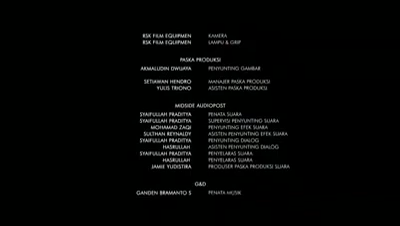 RSK FILM EQUIPMEN KAMERA
RSK FILM EQUIPMEN LAMPU & GRIP
PASKA PRODUKSI
AKMALUDIN DWIJAYA PENYUNTING GAMBAR
SETIAWAN HENDRO MANAJER PASKA PRODUKSI
YULIS TRIONO ASISTEN PASKA PRODUKSI
MIDSIDE AUDIOPOST
SYAIFULLAH PRADITYA PENATA SUARA
SYAIFULLAH PRADITYA SUPERVISI PENYUNTING SUARA
MOHAMAD ZAQI PENYUNTING EFEK SUARA
SULTHAN REYNALDY ASISTEN PENYUNTING EFEK SUARA
SYAIFULLAH PRADITYA PENYUNTING DIALOG
HASRULLAH ASISTEN PENYUNTING DIALOG
SYAIFULLAH PRADITYA PENYELARAS SUARA
HASRULLAH PENYELARAS SUARA
JAMIE YUDISTIRA PRODUSER PASKA PRODUKSI SUARA
G&D
GANDEN BRAMANTO S PENATA MUSIK